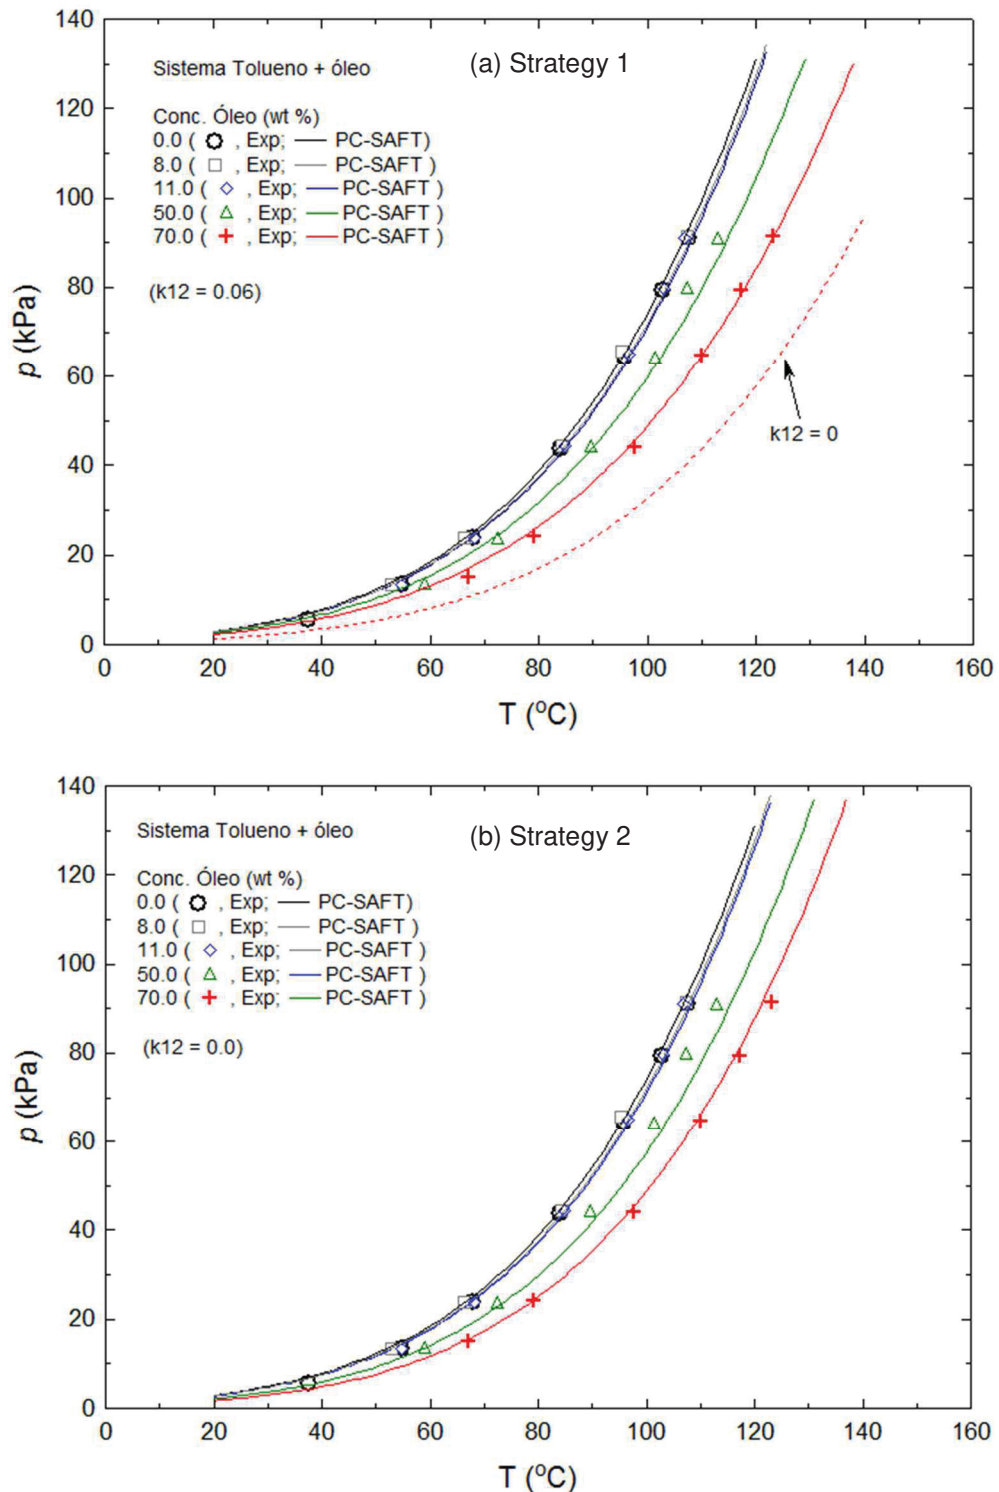 140
120
100
80
60
40
20
0
p (kPa)
(a) Strategy 1
Sistema Tolueno + óleo
Conc. Óleo (wt %)
0.0 ( , Exp; PC-SAFT)
8.0 ( , Exp; PC-SAFT )
11.0 ( , Exp; PC-SAFT )
50.0 ( , Exp; PC-SAFT )
70.0 ( , Exp; PC-SAFT )
(k12 = 0.06)
k12 = 0
0 20 40 60 80 100 120 140 160
T (°C)
140
120
100
80
60
40
20
0
p (kPa)
(b) Strategy 2
Sistema Tolueno + óleo
Conc. Óleo (wt %)
0.0 ( , Exp; PC-SAFT)
8.0 ( , Exp; PC-SAFT )
11.0 ( , Exp; PC-SAFT )
50.0 ( , Exp; PC-SAFT )
70.0 ( , Exp; PC-SAFT )
(k12 = 0.0)
0 20 40 60 80 100 120 140 160
T (°C)